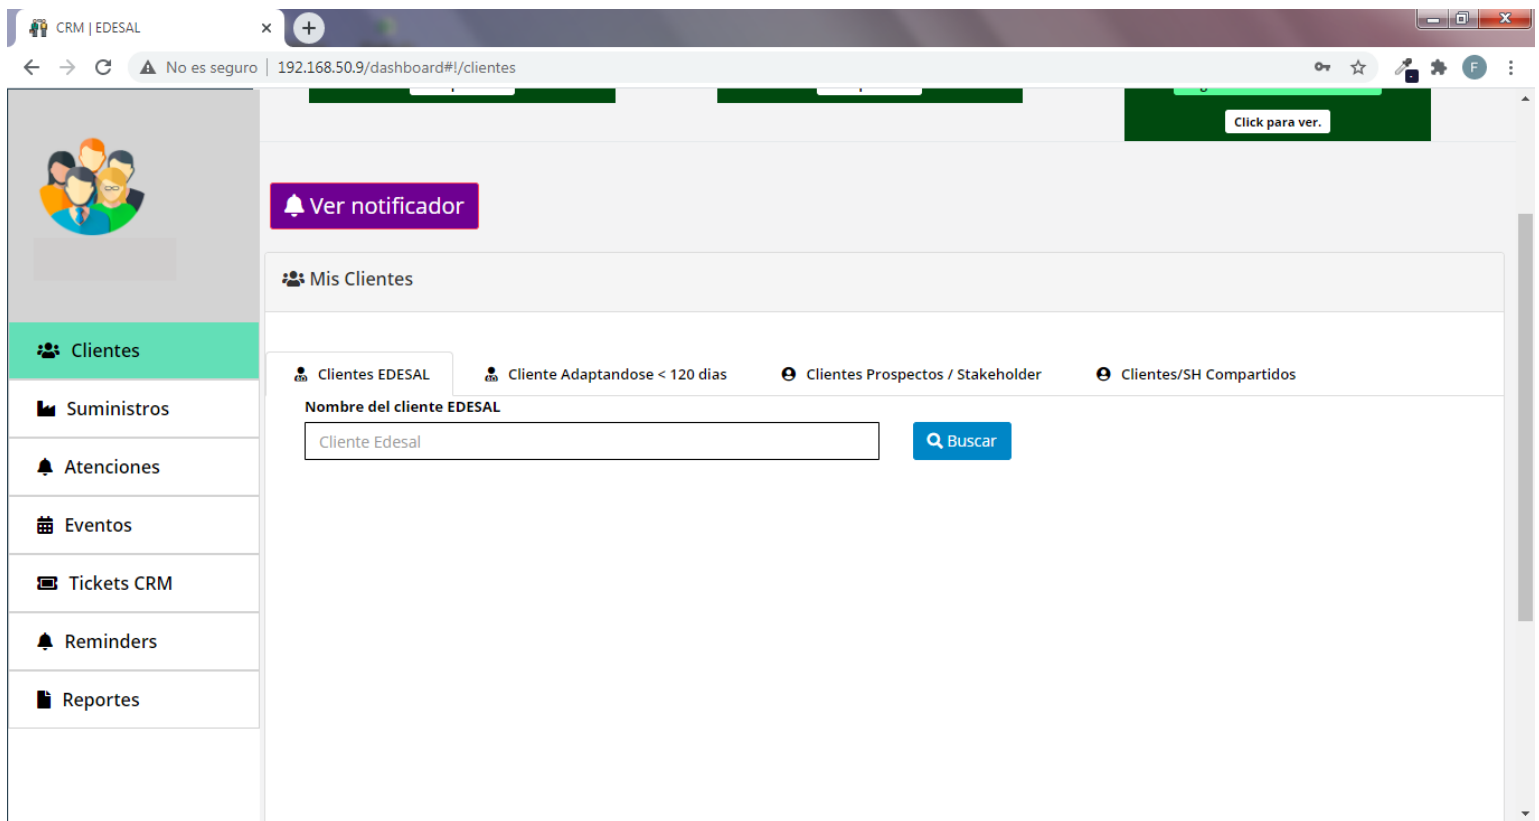 CRM | EDESAL
No es seguro | 192.168.50.9/dashboard#!/clientes
F
Click para ver.
Ver notificador
Mis Clientes
Clientes
Suministros
Atenciones
Eventos
Tickets CRM
Reminders
Reportes
Clientes EDESAL
Cliente Adaptandose < 120 dias
Clientes Prospectos / Stakeholder
Clientes/SH Compartidos
Nombre del cliente EDESAL
Cliente Edesal
Buscar